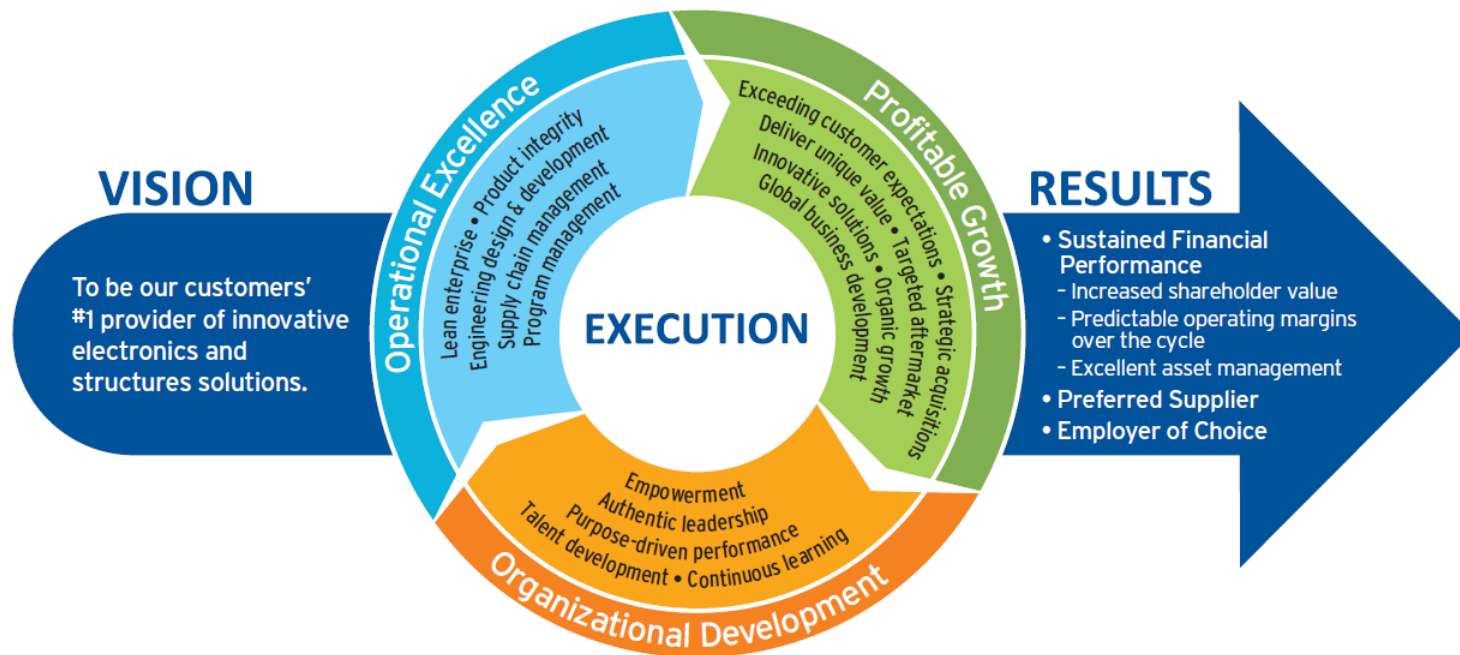 VISION
To be our customers’
#1 provider of innovative
electronics and
structures solutions.
Operational Excellence
Lean enterprise • Product integrity
Engineering design & development
Supply chain management
Program management
EXECUTION
Profitable Growth
Exceeding customer expectations • Strategic acquisitions
Deliver unique value • Targeted aftermarket
Innovative solutions • Organic growth
Global business development
Empowerment
Authentic leadership
Purpose-driven performance
Talent development • Continuous learning
Organizational Development
RESULTS
• Sustained Financial
Performance
- Increased shareholder value
- Predictable operating margins
over the cycle
- Excellent asset management
• Preferred Supplier
• Employer of Choice